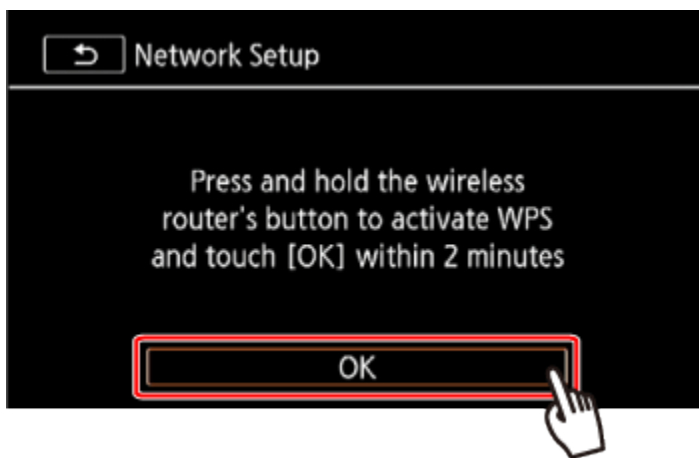 Network Setup
Press and hold the wireless
router's button to activate WPS
and touch [OK] within 2 minutes
OK